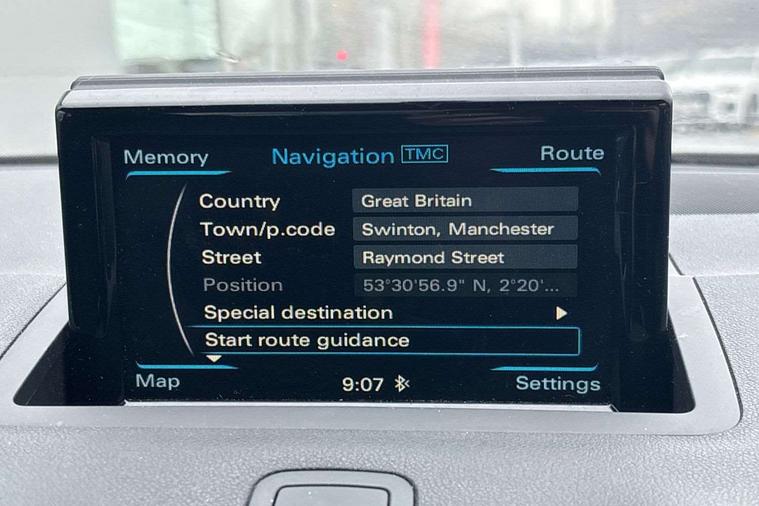 Memory Navigation TMC Route
Country Great Britain
Town/p.code Swinton, Manchester
Street Raymond Street
Position 53°30'56.9" N, 2°20'...
Special destination
Start route guidance
Map 9:07 Settings